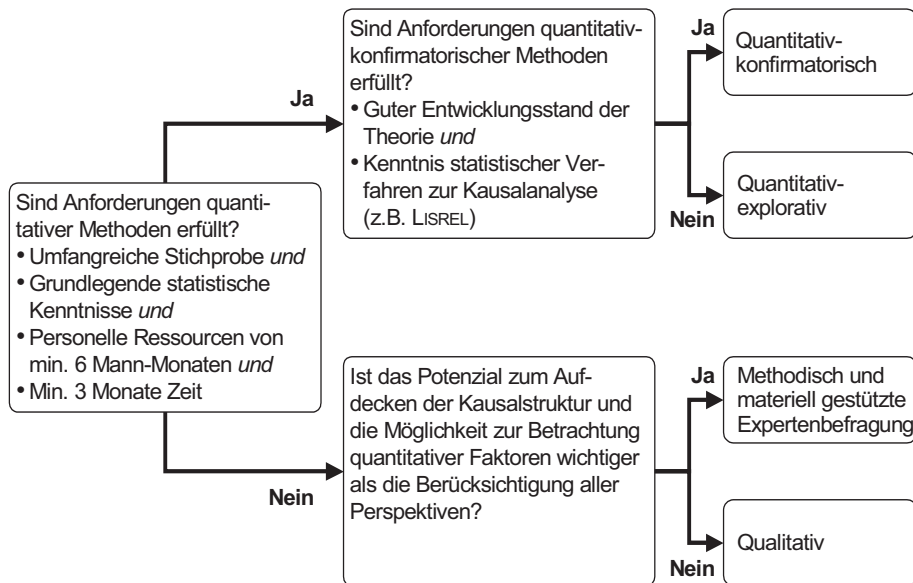 Sind Anforderungen quanti-
tativer Methoden erfüllt?
• Umfangreiche Stichprobe und
• Grundlegende statistische
Kenntnisse und
• Personelle Ressourcen von
min. 6 Mann-Monaten und
• Min. 3 Monate Zeit
Ja
Sind Anforderungen quantitativ-
konfirmatorischer Methoden
erfüllt?
• Guter Entwicklungsstand der
Theorie und
• Kenntnis statistischer Ver-
fahren zur Kausalanalyse
(z.B. LISREL)
Ja
Quantitativ-
konfirmatorisch
Nein
Quantitativ-
explorativ
Nein
Ist das Potenzial zum Auf-
decken der Kausalstruktur und
die Möglichkeit zur Betrachtung
quantitativer Faktoren wichtiger
als die Berücksichtigung aller
Perspektiven?
Ja
Methodisch und
materiell gestützte
Expertenbefragung
Nein
Qualitativ